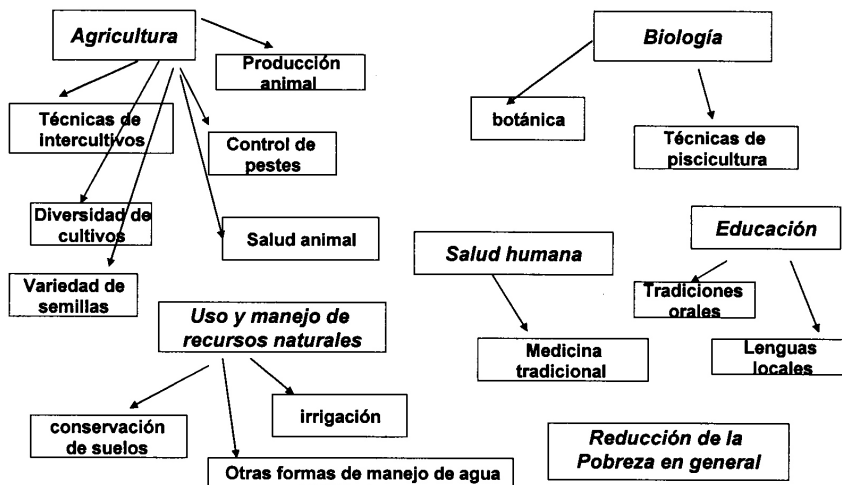 Agricultura
Producción
animal
Técnicas de
intercultivos
Control de
pestes
Diversidad de
cultivos
Salud animal
Variedad de
semillas
Biología
botánica
Técnicas de
piscicultura
Educación
Tradiciones
orales
Lenguas
locales
Salud humana
Medicina
tradicional
Uso y manejo de
recursos naturales
conservación
de suelos
irrigación
Otras formas de manejo de agua
Reducción de la
Pobreza en general